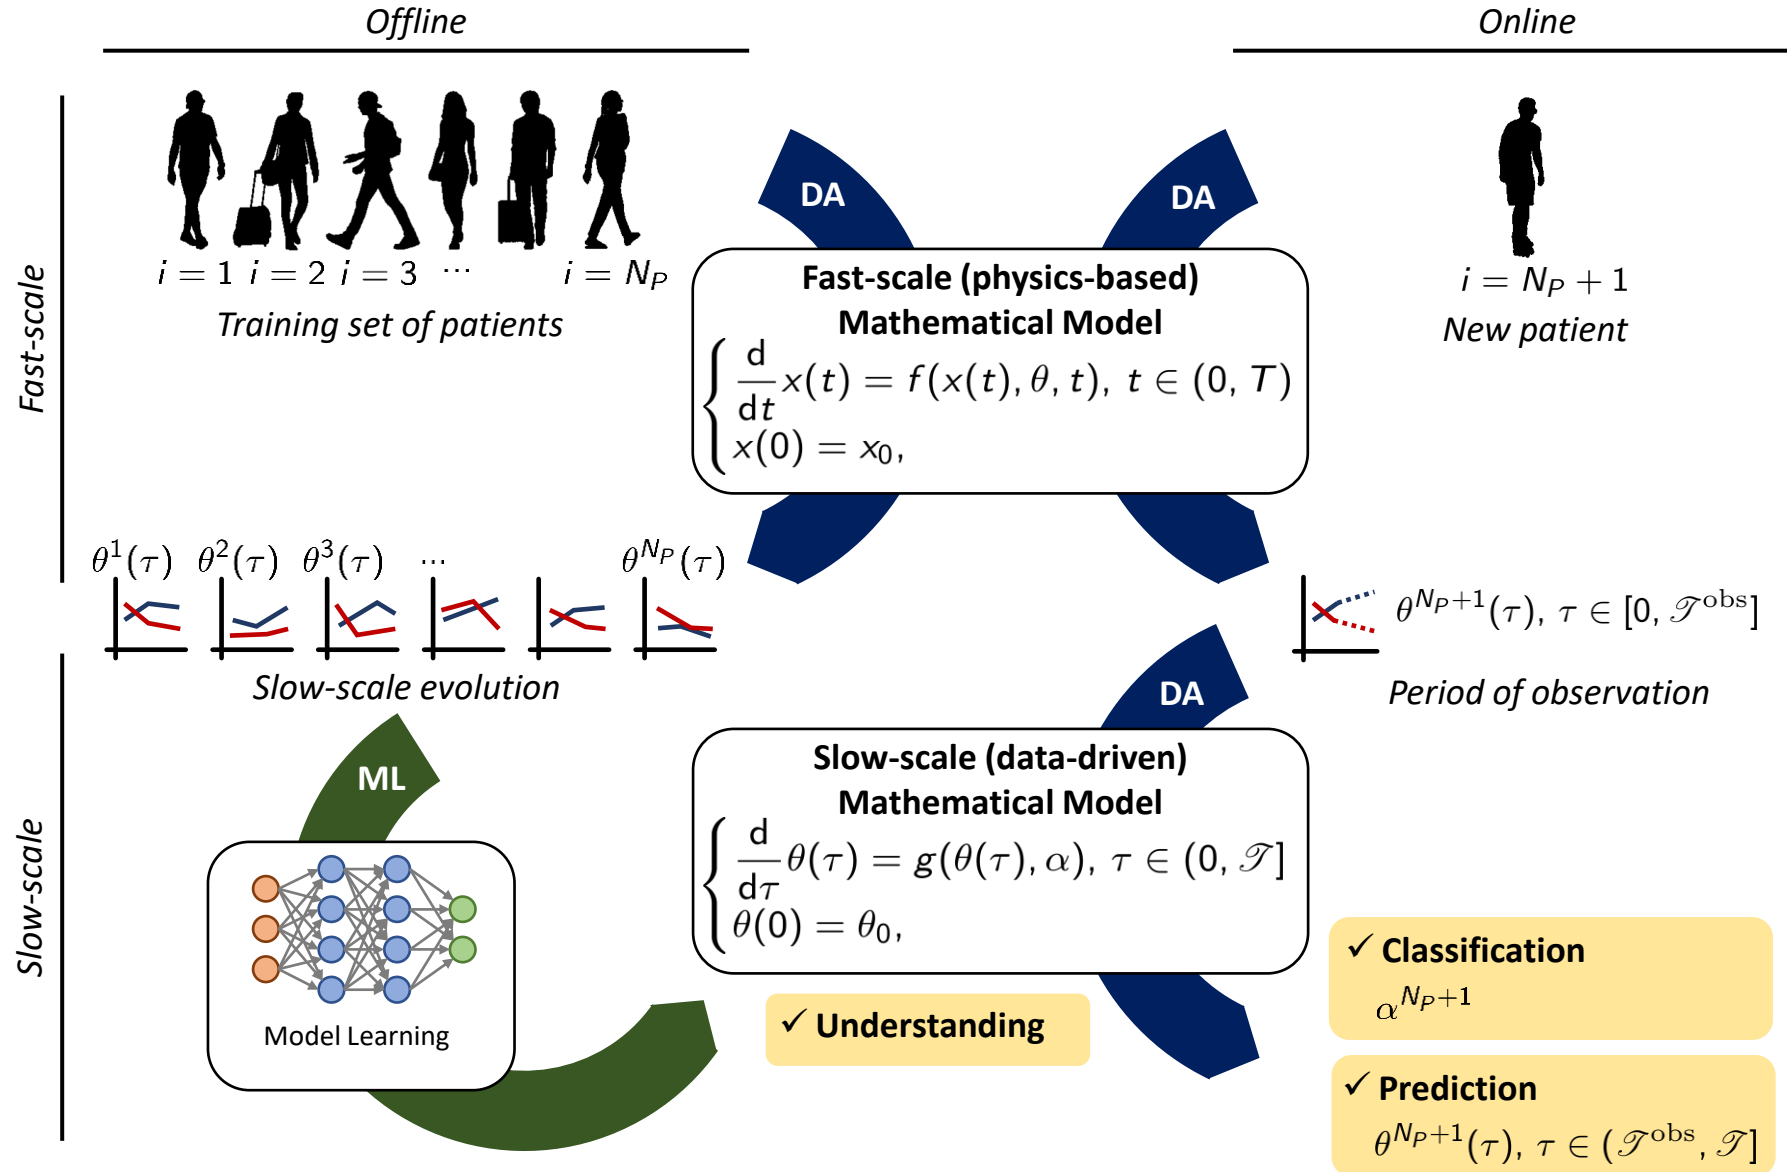 Offline
Online
Fast-scale
DA
DA
i = 1 i = 2 i = 3 ··· i = N_P
Training set of patients
i = N_P + 1
New patient
Fast-scale (physics-based)
Mathematical Model
d/dt x(t) = f(x(t), θ, t), t ∈ (0, T)
x(0) = x_0,
θ^1(τ) θ^2(τ) θ^3(τ) ··· θ^{N_P}(τ)
Slow-scale evolution
θ^{N_P+1}(τ), τ ∈ [0, 𝒯^obs]
Period of observation
Slow-scale
ML
DA
Model Learning
Slow-scale (data-driven)
Mathematical Model
d/dτ θ(τ) = g(θ(τ), α), τ ∈ (0, 𝒯]
θ(0) = θ_0,
✓ Understanding
✓ Classification
α^{N_P+1}
✓ Prediction
θ^{N_P+1}(τ), τ ∈ (𝒯^obs, 𝒯]